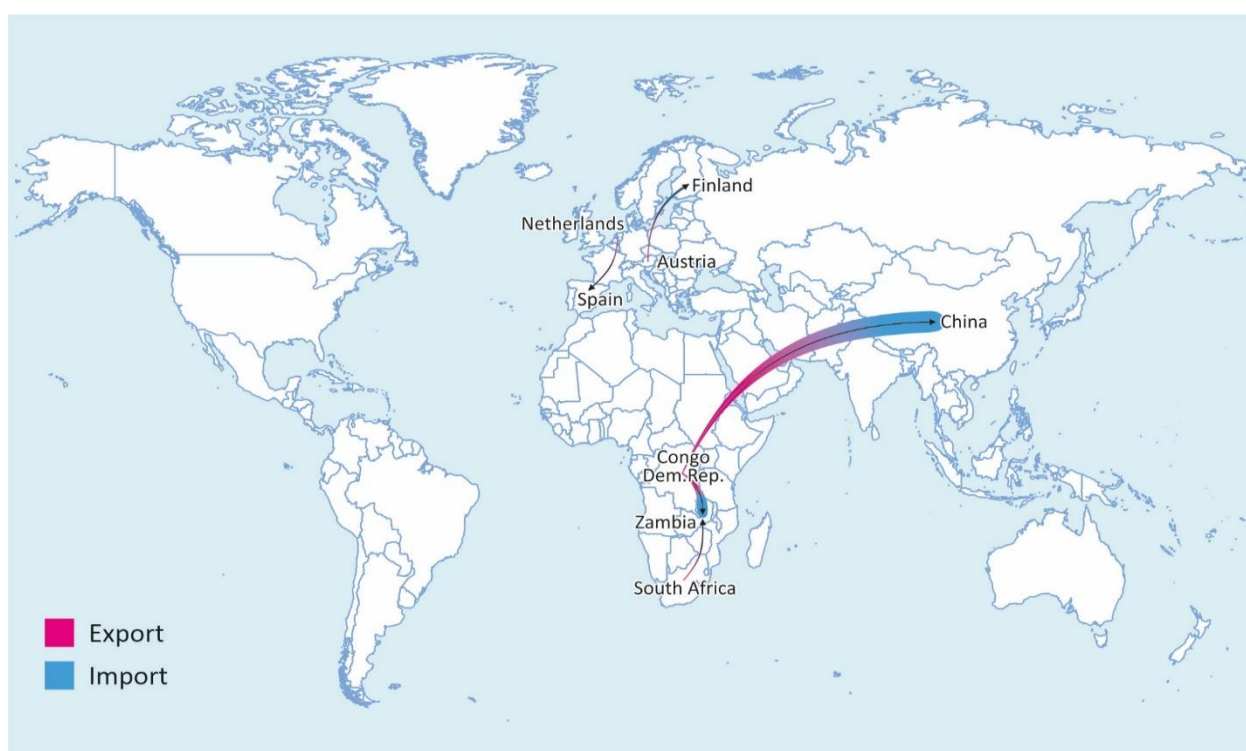 Finland
Netherlands
Austria
Spain
China
Congo
Dem.Rep.
Zambia
South Africa
Export
Import